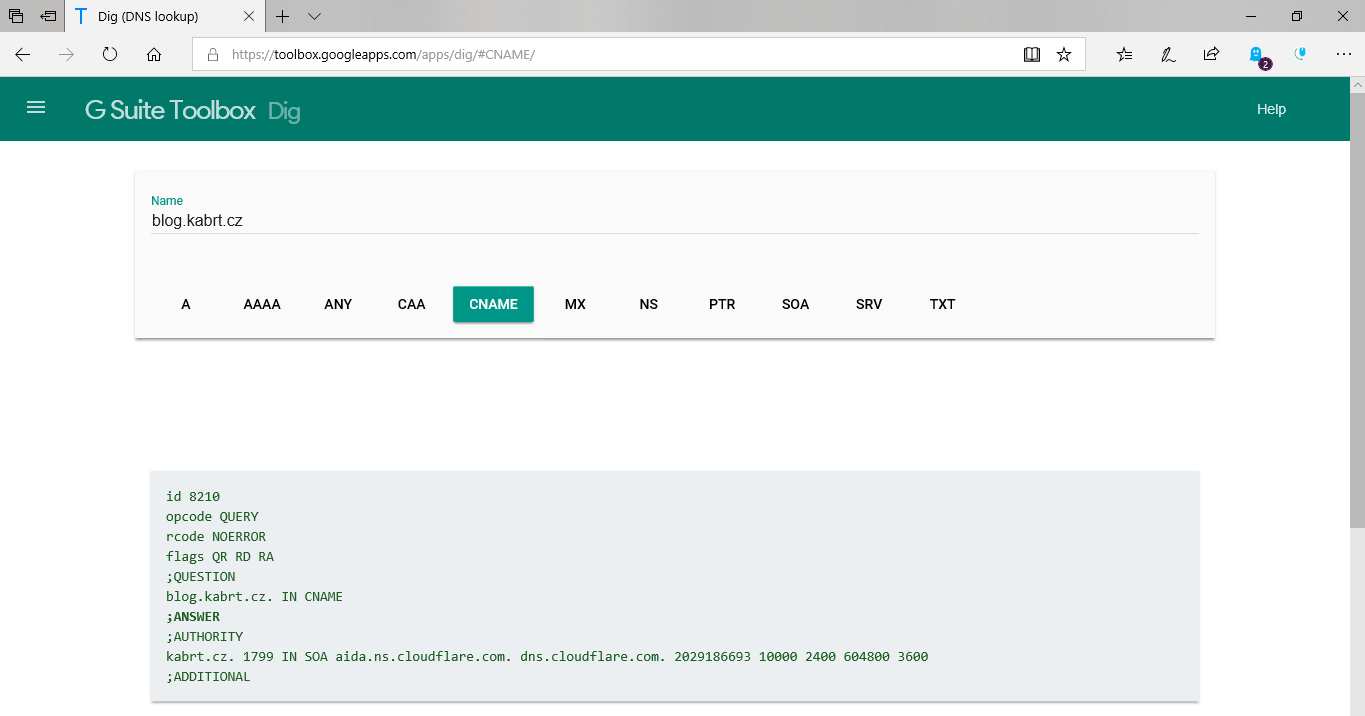 Dig (DNS lookup)
https://toolbox.googleapps.com/apps/dig/#CNAME/
2
G Suite Toolbox Dig
Help
Name
blog.kabrt.cz
A AAAA ANY CAA CNAME MX NS PTR SOA SRV TXT
id 8210
opcode QUERY
rcode NOERROR
flags QR RD RA
;QUESTION
blog.kabrt.cz. IN CNAME
;ANSWER
;AUTHORITY
kabrt.cz. 1799 IN SOA aida.ns.cloudflare.com. dns.cloudflare.com. 2029186693 10000 2400 604800 3600
;ADDITIONAL